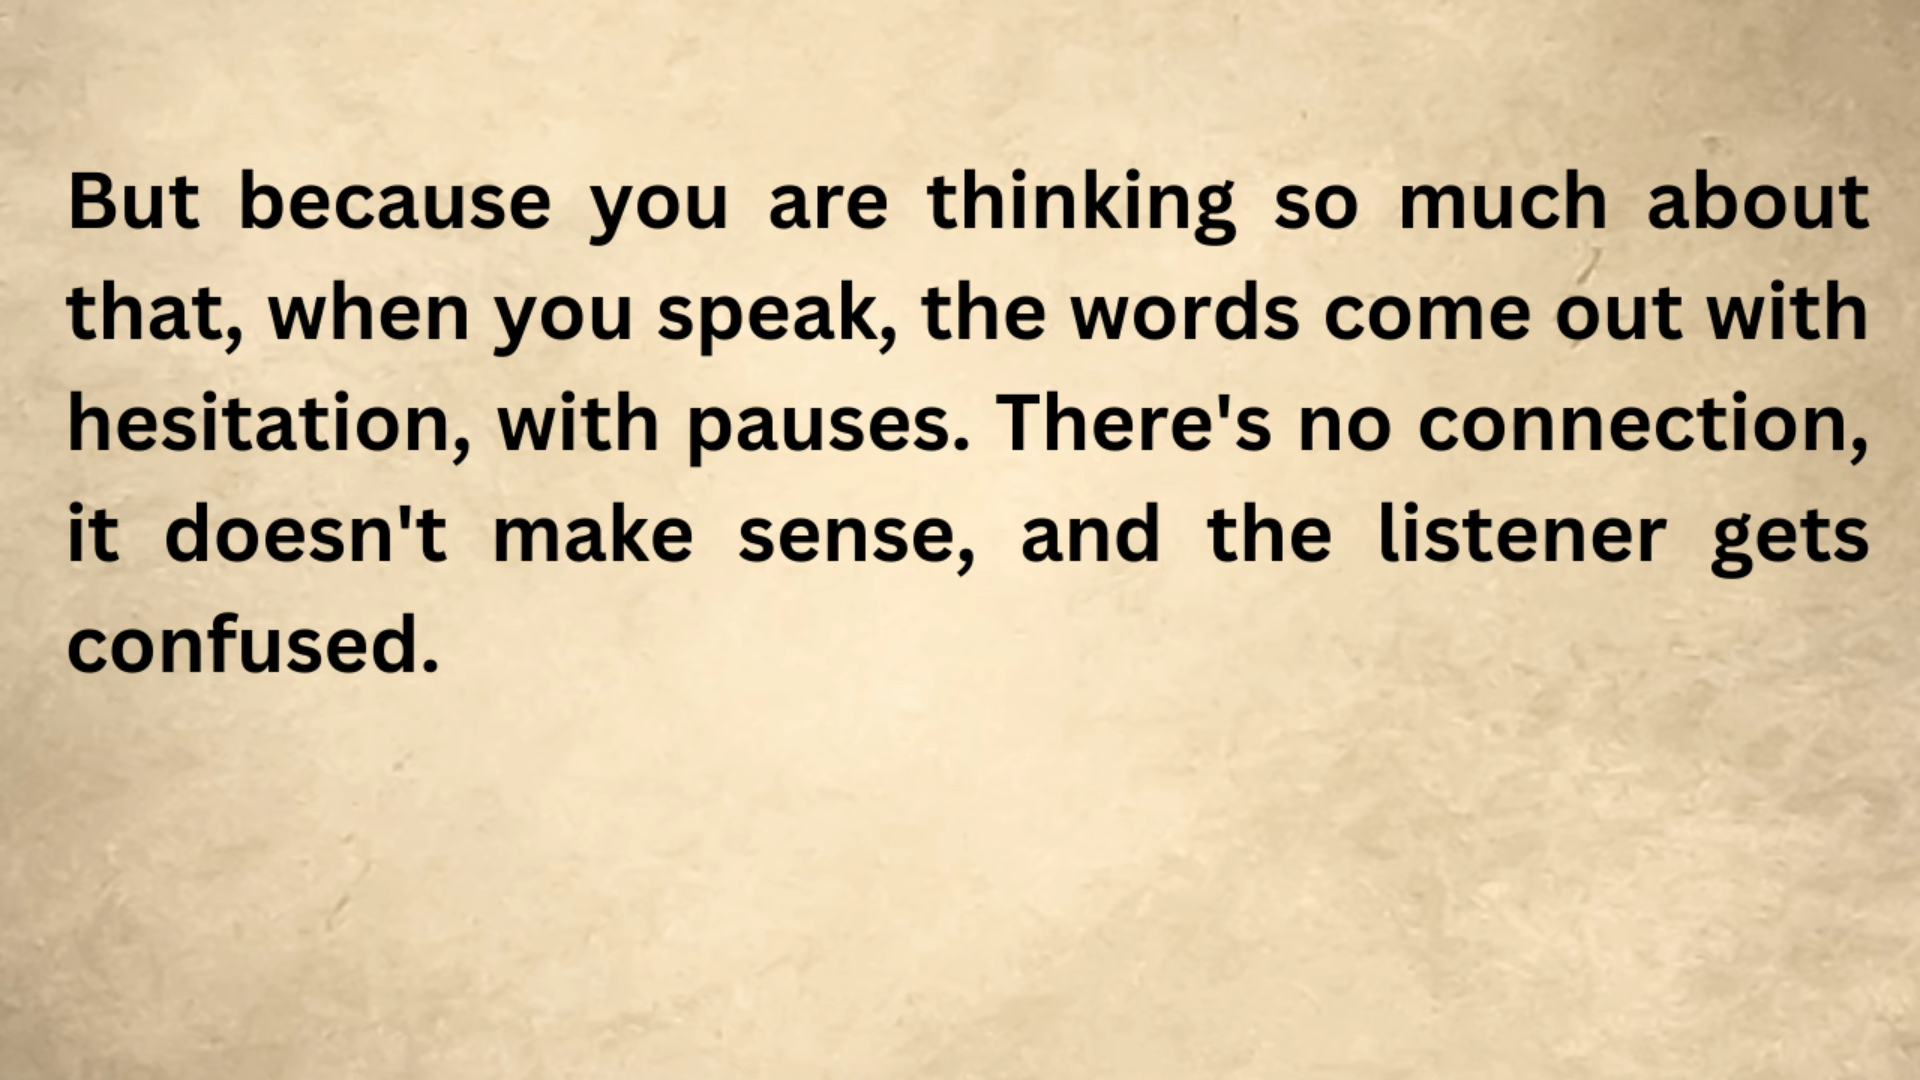 But because you are thinking so much about
that, when you speak, the words come out with
hesitation, with pauses. There's no connection,
it doesn't make sense, and the listener gets
confused.